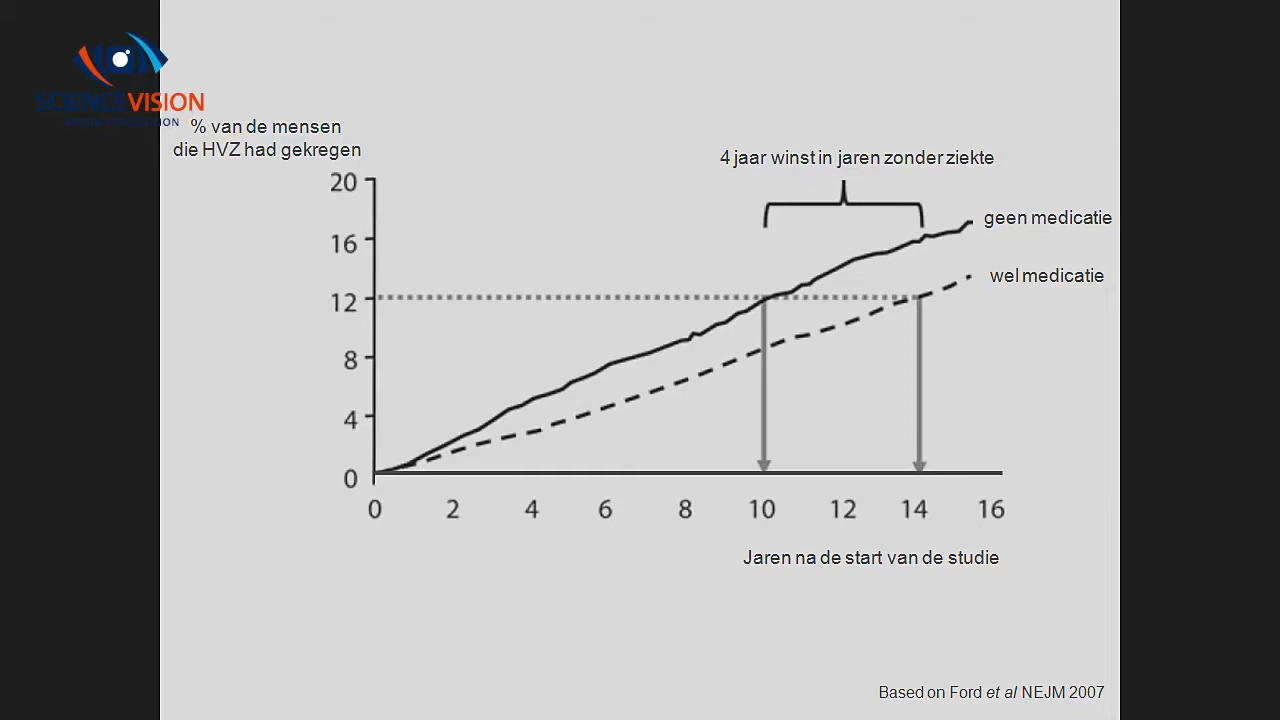 SCIENCEVISION
% van de mensen
die HVZ had gekregen
4 jaar winst in jaren zonder ziekte
geen medicatie
wel medicatie
20
16
12
8
4
0
0 2 4 6 8 10 12 14 16
Jaren na de start van de studie
Based on Ford et al NEJM 2007